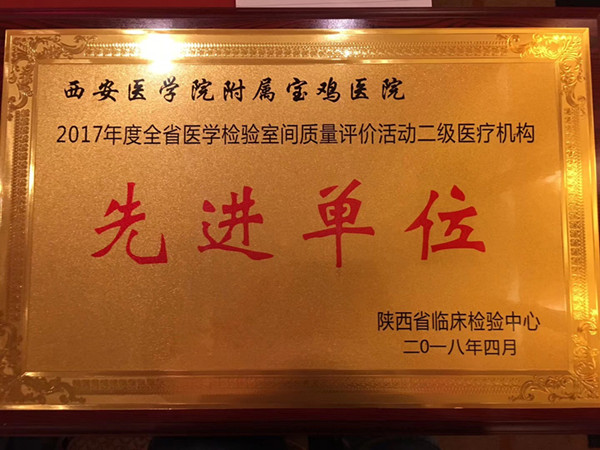 西安医学院附属宝鸡医院
2017年度全省医学检验室间质量评价活动二级医疗机构
先进单位
陕西省临床检验中心
二0一八年四月